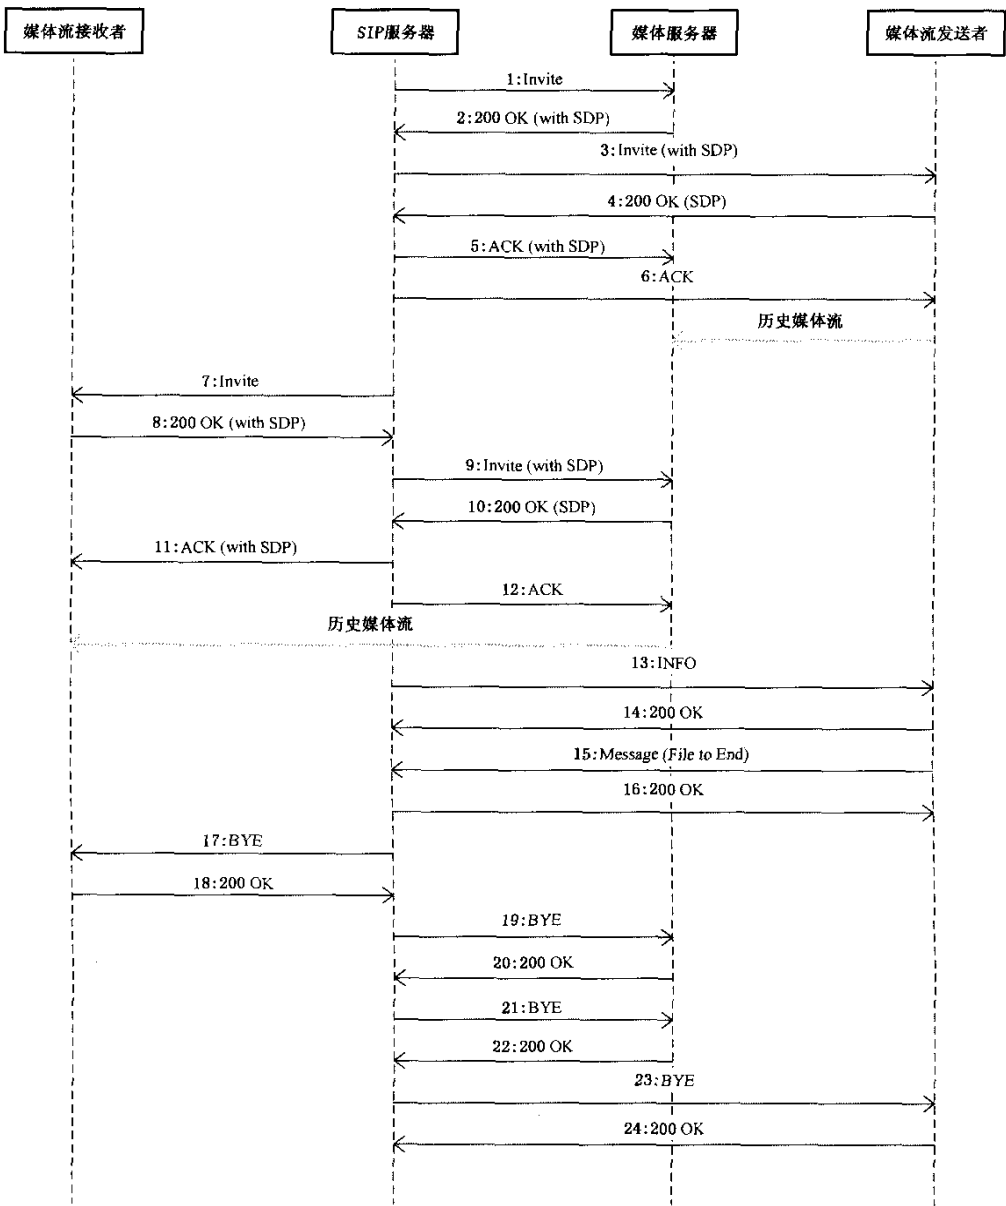 媒体流接收者
SIP服务器
媒体服务器
媒体流发送者
1:Invite
2:200 OK (with SDP)
3:Invite (with SDP)
4:200 OK (SDP)
5:ACK (with SDP)
6:ACK
历史媒体流
7:Invite
8:200 OK (with SDP)
9:Invite (with SDP)
10:200 OK (SDP)
11:ACK (with SDP)
12:ACK
历史媒体流
13:INFO
14:200 OK
15:Message (File to End)
16:200 OK
17:BYE
18:200 OK
19:BYE
20:200 OK
21:BYE
22:200 OK
23:BYE
24:200 OK